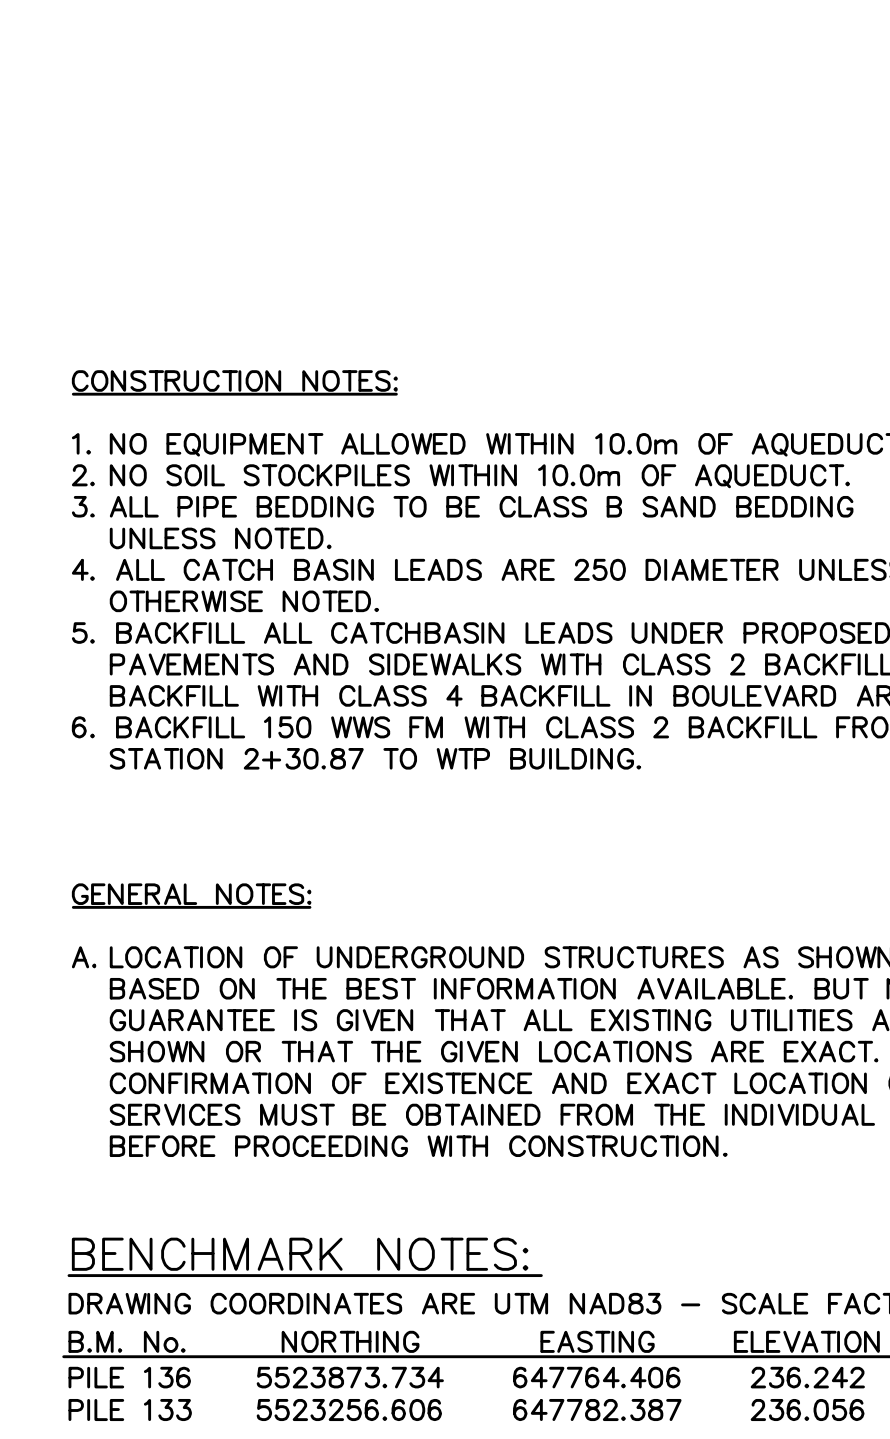 CONSTRUCTION NOTES:
1. NO EQUIPMENT ALLOWED WITHIN 10.0m OF AQUEDUCT
2. NO SOIL STOCKPILES WITHIN 10.0m OF AQUEDUCT.
3. ALL PIPE BEDDING TO BE CLASS B SAND BEDDING
UNLESS NOTED.
4. ALL CATCH BASIN LEADS ARE 250 DIAMETER UNLES
OTHERWISE NOTED.
5. BACKFILL ALL CATCHBASIN LEADS UNDER PROPOSED
PAVEMENTS AND SIDEWALKS WITH CLASS 2 BACKFILL
BACKFILL WITH CLASS 4 BACKFILL IN BOULEVARD AR
6. BACKFILL 150 WWS FM WITH CLASS 2 BACKFILL FRO
STATION 2+30.87 TO WTP BUILDING.
GENERAL NOTES:
A. LOCATION OF UNDERGROUND STRUCTURES AS SHOWN
BASED ON THE BEST INFORMATION AVAILABLE. BUT
GUARANTEE IS GIVEN THAT ALL EXISTING UTILITIES A
SHOWN OR THAT THE GIVEN LOCATIONS ARE EXACT.
CONFIRMATION OF EXISTENCE AND EXACT LOCATION
SERVICES MUST BE OBTAINED FROM THE INDIVIDUAL
BEFORE PROCEEDING WITH CONSTRUCTION.
BENCHMARK NOTES:
DRAWING COORDINATES ARE UTM NAD83 – SCALE FACT
B.M. No. NORTHING EASTING ELEVATION
PILE 136 5523873.734 647764.406 236.242
PILE 133 5523256.606 647782.387 236.056